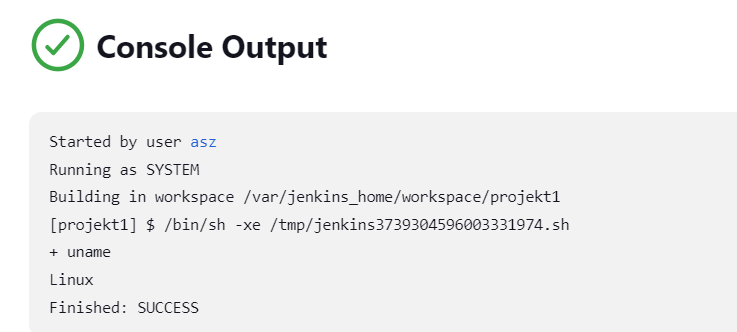 Console Output
Started by user asz
Running as SYSTEM
Building in workspace /var/jenkins_home/workspace/projekt1
[projekt1] $ /bin/sh -xe /tmp/jenkins3739304596003331974.sh
+ uname
Linux
Finished: SUCCESS